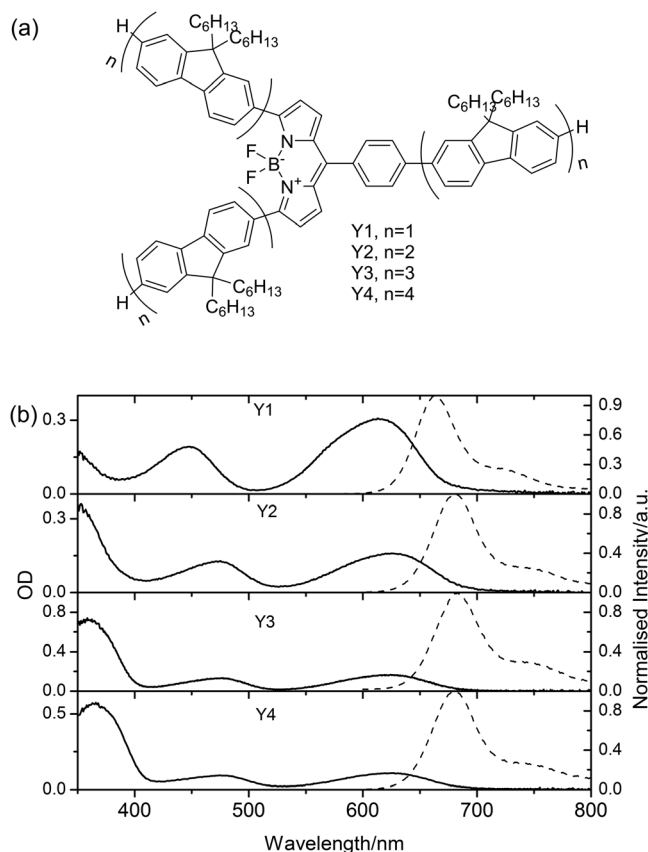 (a)
C6H13
C6H13
H
n
C6H13
C6H13
H
n
N
F
B-
F
N+
H
n
C6H13
C6H13
Y1, n=1
Y2, n=2
Y3, n=3
Y4, n=4
(b)
Y1
0.3
0.0
0.9
0.6
0.3
0.0
Y2
0.3
0.0
0.8
0.4
0.0
Y3
0.8
0.4
0.0
0.8
0.4
0.0
Y4
0.5
0.0
0.8
0.4
0.0
OD
Normalised Intensity/a.u.
400 500 600 700 800
Wavelength/nm